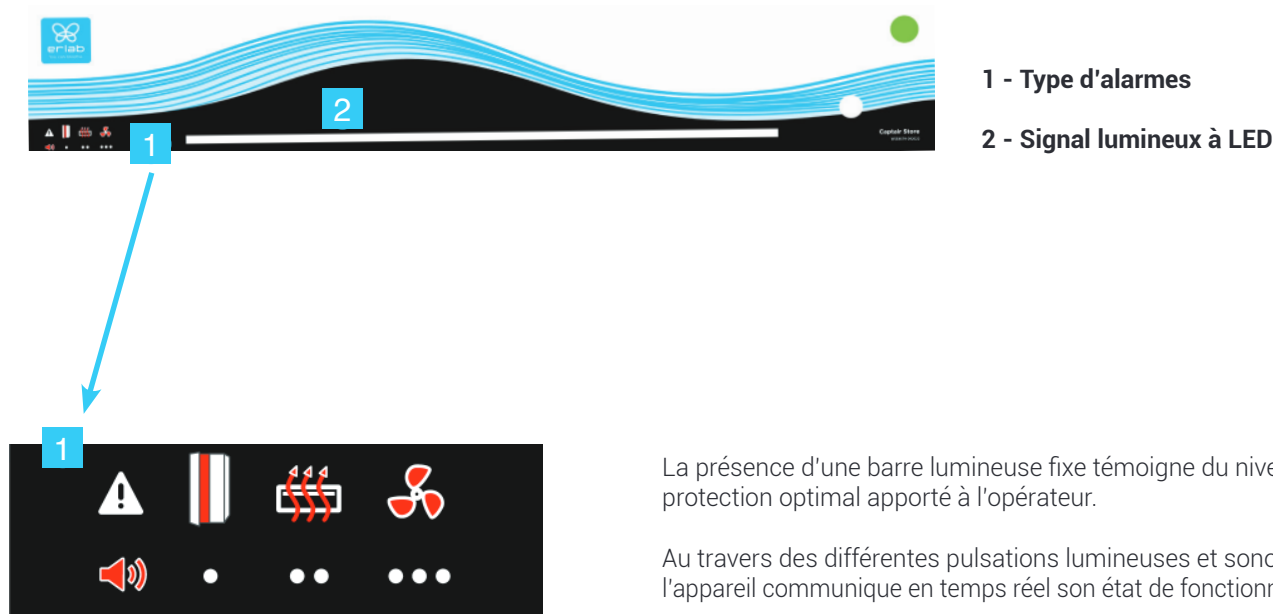 erlab
1 - Type d'alarmes
2
2 - Signal lumineux à LED
1
Captair Store
1
La présence d'une barre lumineuse fixe témoigne du nive
protection optimal apporté à l'opérateur.
Au travers des différentes pulsations lumineuses et sono
l'appareil communique en temps réel son état de fonctionn